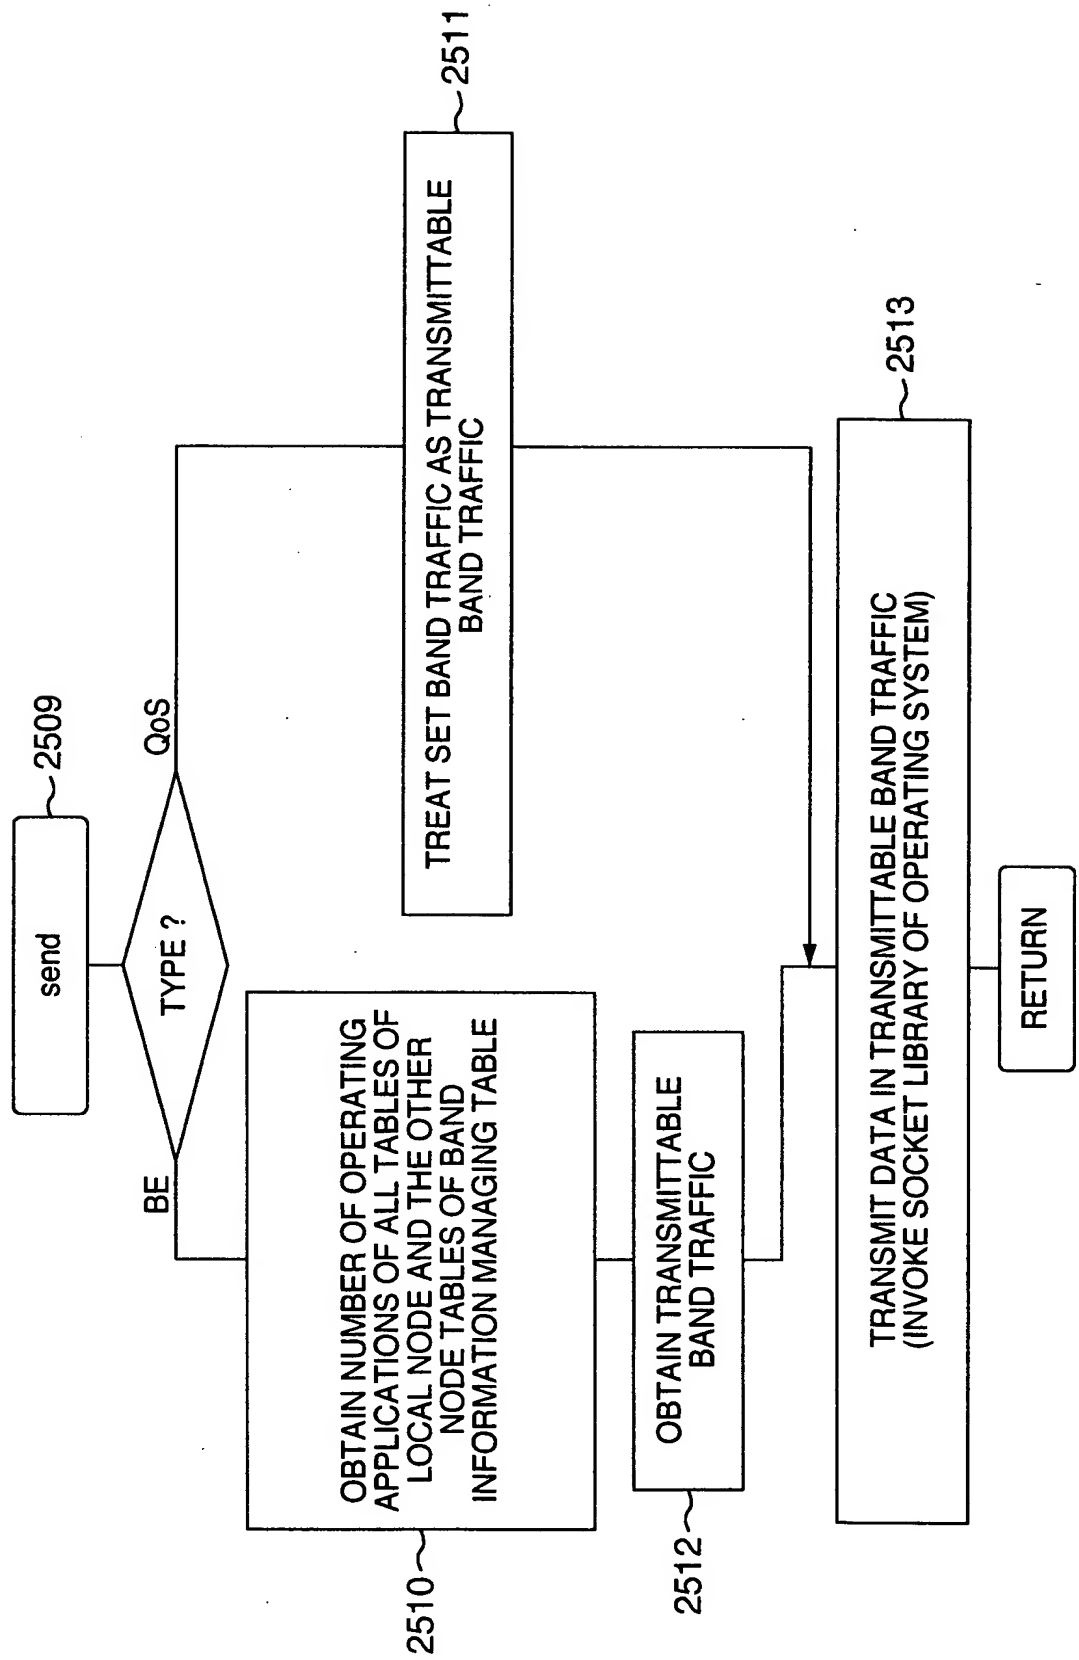 send
2509
TYPE ?
BE
QoS
OBTAIN NUMBER OF OPERATING
APPLICATIONS OF ALL TABLES OF
LOCAL NODE AND THE OTHER
NODE TABLES OF BAND
INFORMATION MANAGING TABLE
2510
TREAT SET BAND TRAFFIC AS TRANSMITTABLE
BAND TRAFFIC
2511
OBTAIN TRANSMITTABLE
BAND TRAFFIC
2512
TRANSMIT DATA IN TRANSMITTABLE BAND TRAFFIC
(INVOKE SOCKET LIBRARY OF OPERATING SYSTEM)
2513
RETURN